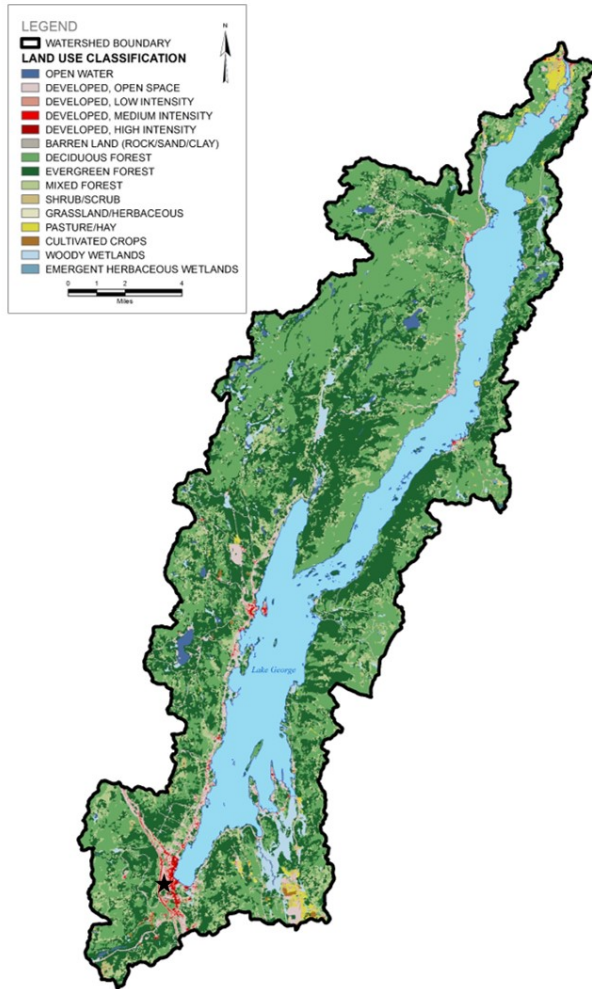 LEGEND
WATERSHED BOUNDARY
LAND USE CLASSIFICATION
OPEN WATER
DEVELOPED, OPEN SPACE
DEVELOPED, LOW INTENSITY
DEVELOPED, MEDIUM INTENSITY
DEVELOPED, HIGH INTENSITY
BARREN LAND (ROCK/SAND/CLAY)
DECIDUOUS FOREST
EVERGREEN FOREST
MIXED FOREST
SHRUB/SCRUB
GRASSLAND/HERBACEOUS
PASTURE/HAY
CULTIVATED CROPS
WOODY WETLANDS
EMERGENT HERBACEOUS WETLANDS
0 1 2 4
Miles
N
Lake George